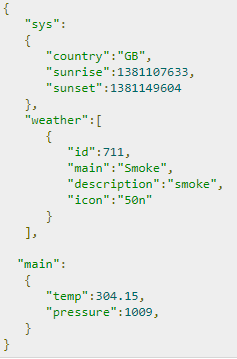 {
   "sys":
   {
      "country":"GB",
      "sunrise":1381107633,
      "sunset":1381149604
   },
   "weather":[
      {
         "id":711,
         "main":"Smoke",
         "description":"smoke",
         "icon":"50n"
      }
   ],

  "main":
   {
      "temp":304.15,
      "pressure":1009,
   }
}